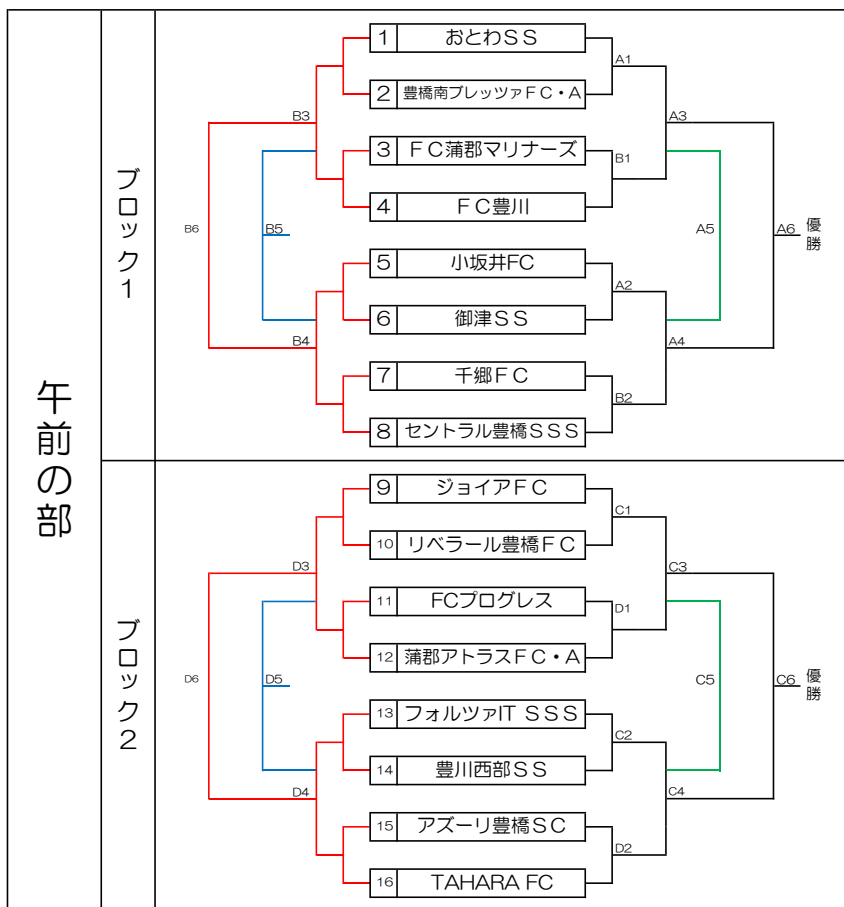 午前の部
ブロック1
1 おとわSS
A1
2 豊橋南ブレッツァFC・A
B3
A3
3 FC蒲郡マリナーズ
B1
4 FC豊川
B6
B5
A5
A6
優勝
5 小坂井FC
A2
6 御津SS
B4
A4
7 千郷FC
B2
8 セントラル豊橋SSS
ブロック2
9 ジョイアFC
C1
10 リベラール豊橋FC
D3
C3
11 FCプログレス
D1
12 蒲郡アトラスFC・A
D6
D5
C5
C6
優勝
13 フォルツァIT SSS
C2
14 豊川西部SS
D4
C4
15 アズーリ豊橋SC
D2
16 TAHARA FC